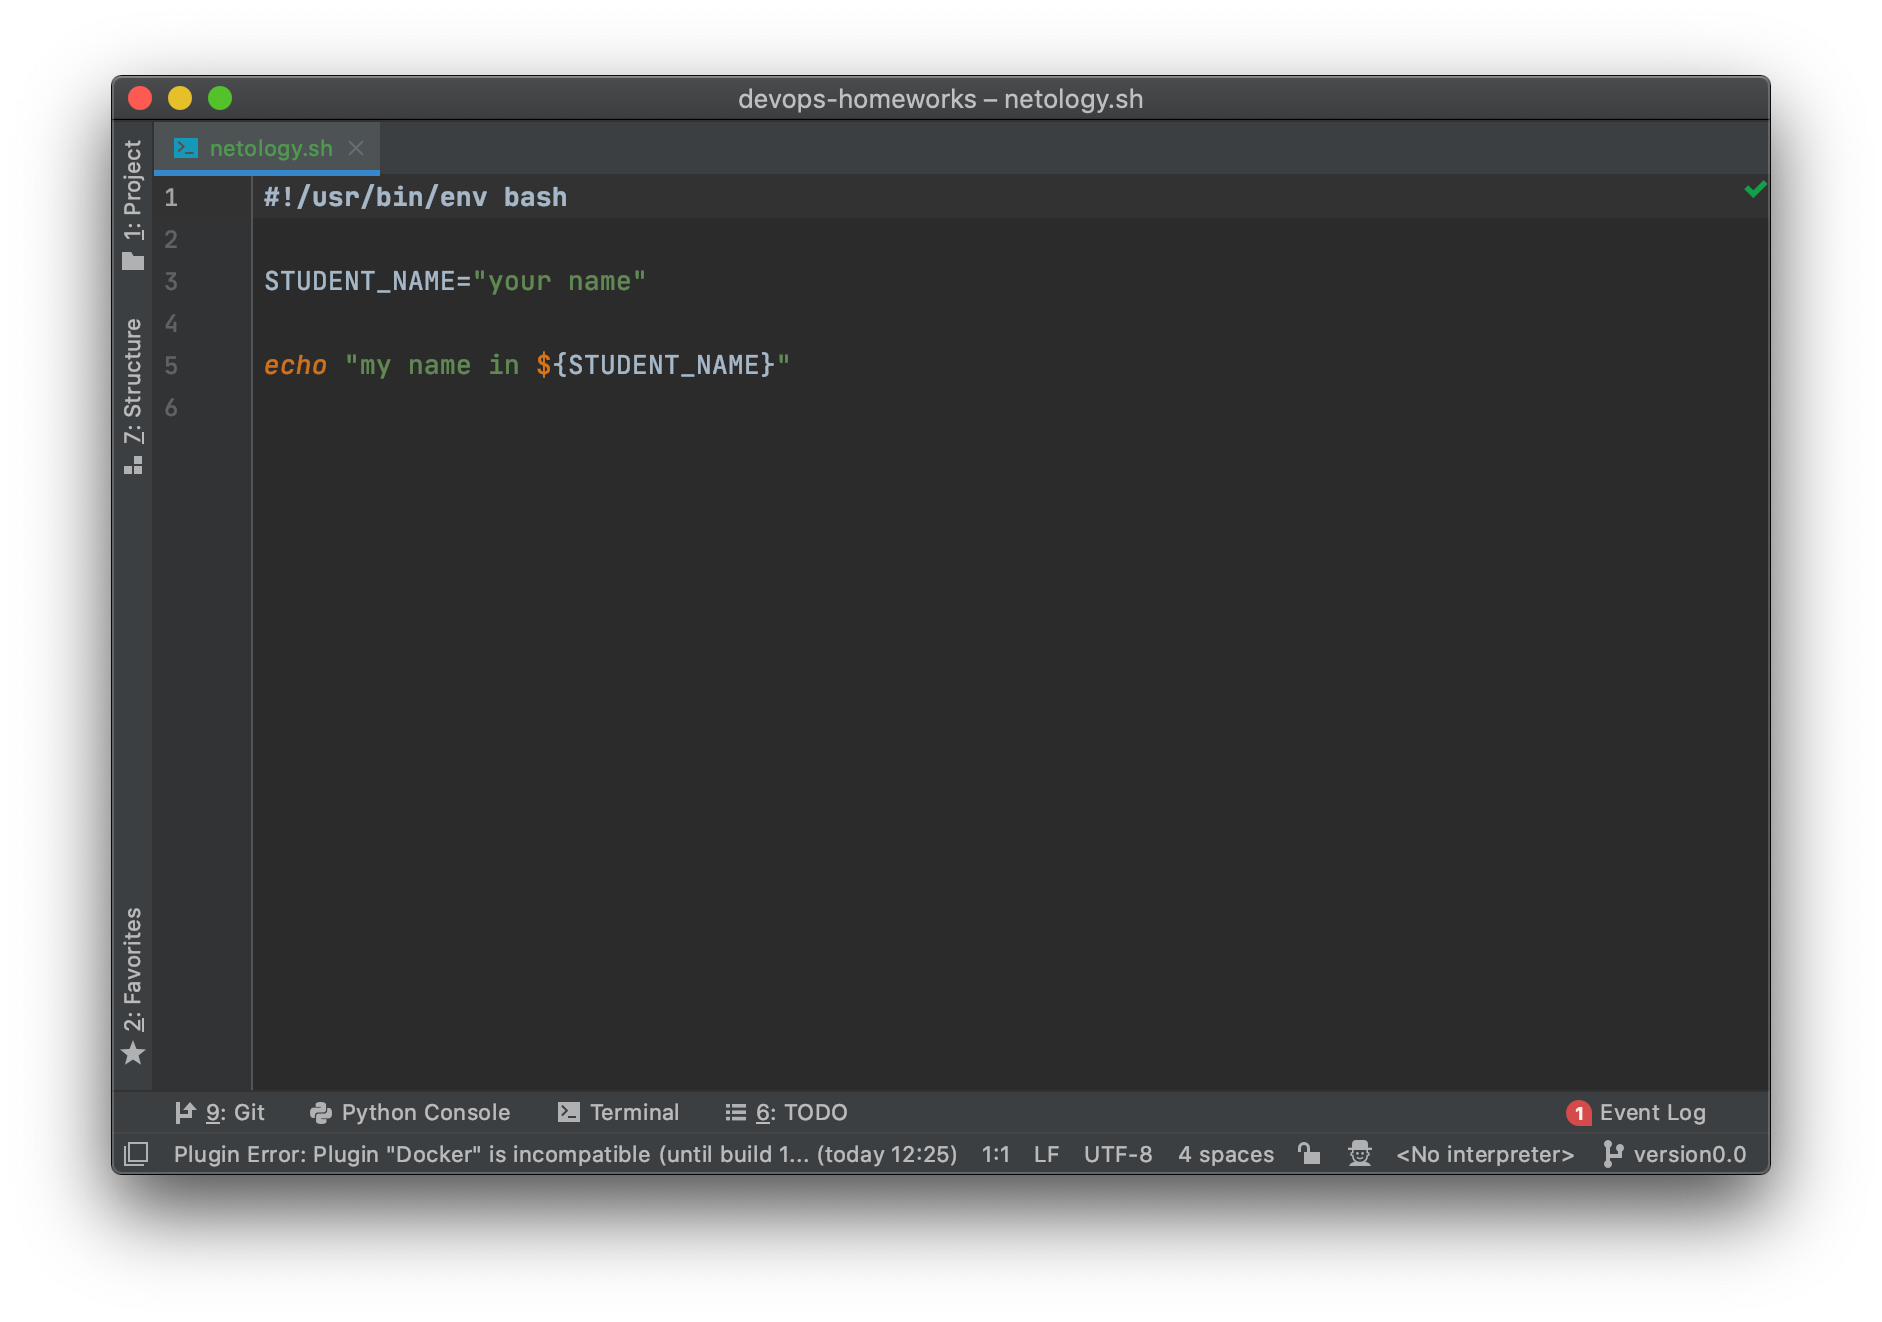 devops-homeworks – netology.sh
1: Project
7: Structure
2: Favorites
netology.sh
1 #!/usr/bin/env bash
2
3 STUDENT_NAME="your name"
4
5 echo "my name in ${STUDENT_NAME}"
6
9: Git Python Console Terminal 6: TODO 1 Event Log
Plugin Error: Plugin "Docker" is incompatible (until build 1... (today 12:25) 1:1 LF UTF-8 4 spaces <No interpreter> version0.0